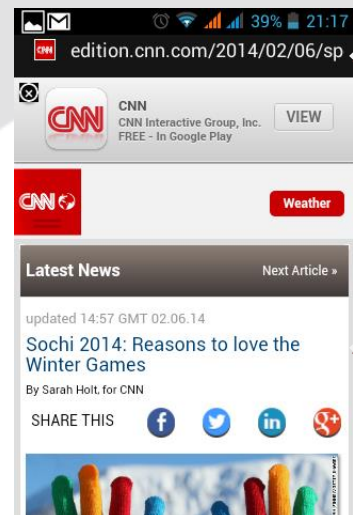 39% 21:17
CNN edition.cnn.com/2014/02/06/sp
CNN
CNN
CNN Interactive Group, Inc.
FREE - In Google Play
VIEW
CNN
Weather
Latest News Next Article »
updated 14:57 GMT 02.06.14
Sochi 2014: Reasons to love the
Winter Games
By Sarah Holt, for CNN
SHARE THIS f in g+